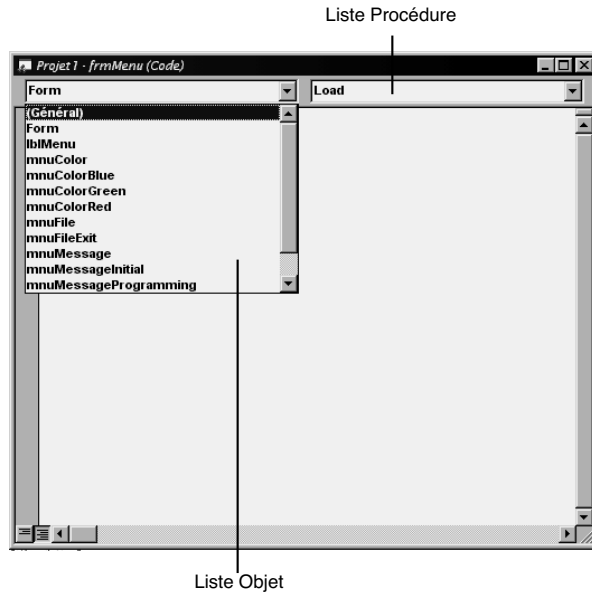 Liste Procédure
Projet1 - frmMenu (Code)
Form
Load
(Général)
Form
lblMenu
mnuColor
mnuColorBlue
mnuColorGreen
mnuColorRed
mnuFile
mnuFileExit
mnuMessage
mnuMessageInitial
mnuMessageProgramming
Liste Objet